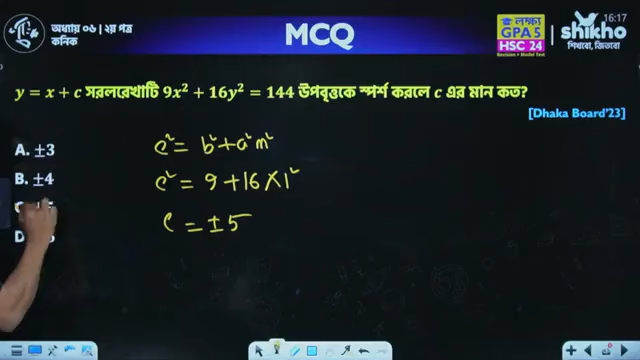 অধ্যায় ০৬ | ২য় পত্র
কনিক
MCQ
লক্ষ্য
GPA 5
HSC 24
Revision + Model Test
16:17
shikho
শিখবো, জিতবো
y = x + c সরলরেখাটি 9x² + 16y² = 144 উপবৃত্তকে স্পর্শ করলে c এর মান কত?
[Dhaka Board'23]
A. ±3
B. ±4
c² = b² + a²m²
c² = 9 + 16 × 1²
c = ±5